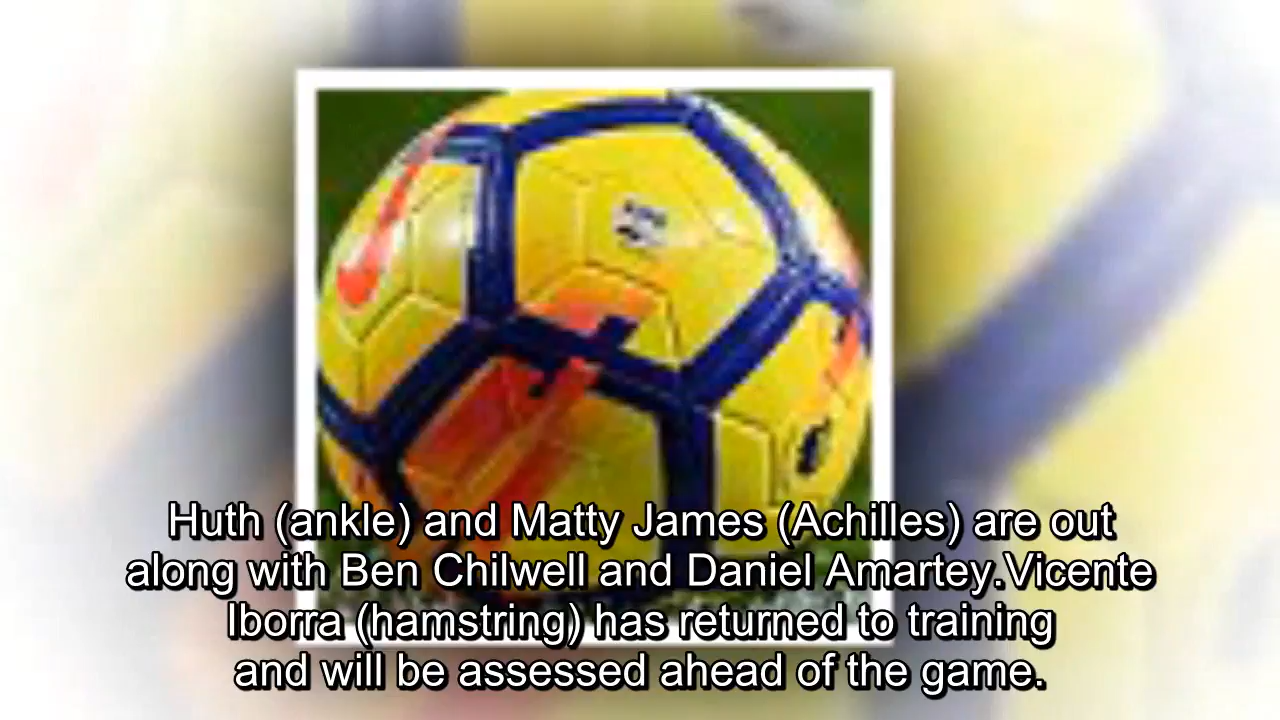 Huth (ankle) and Matty James (Achilles) are out
along with Ben Chilwell and Daniel Amartey.Vicente
Iborra (hamstring) has returned to training
and will be assessed ahead of the game.